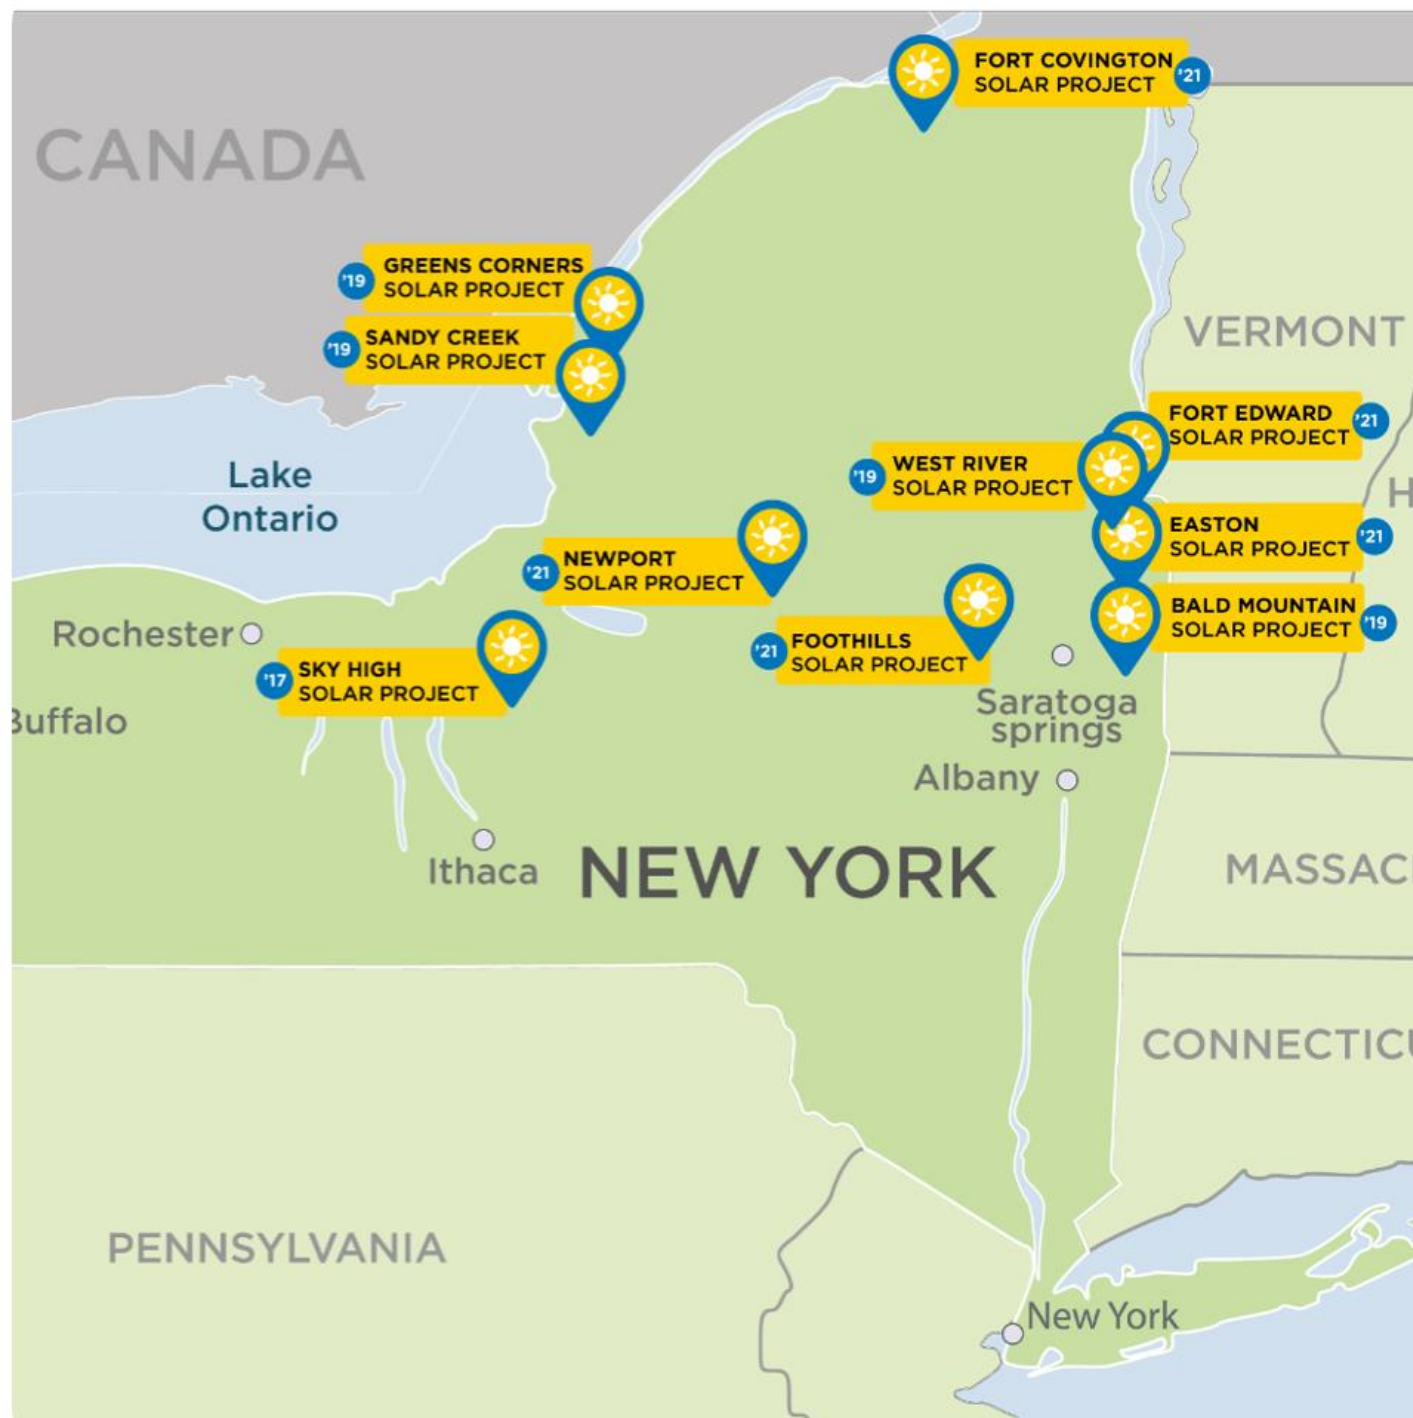 FORT COVINGTON
SOLAR PROJECT
'21
CANADA
GREENS CORNERS
SOLAR PROJECT
'19
SANDY CREEK
SOLAR PROJECT
'19
VERMONT
FORT EDWARD
SOLAR PROJECT
'21
WEST RIVER
SOLAR PROJECT
'19
Lake
Ontario
H
EASTON
SOLAR PROJECT
'21
NEWPORT
SOLAR PROJECT
'21
BALD MOUNTAIN
SOLAR PROJECT
'19
Rochester
FOOTHILLS
SOLAR PROJECT
'21
SKY HIGH
SOLAR PROJECT
'17
Saratoga
springs
Buffalo
Albany
Ithaca
NEW YORK
MASSAC
CONNECTICU
PENNSYLVANIA
New York